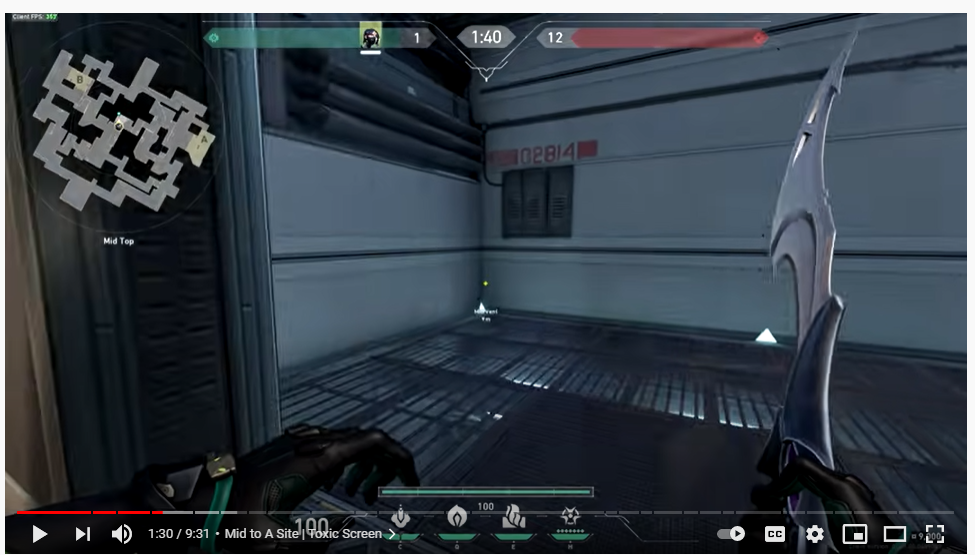 Client FPS: 357
1
1:40
12
B
A
Mid Top
02814
100
100
C
Q
E
1:30 / 9:31 • Mid to A Site | Toxic Screen >
CC